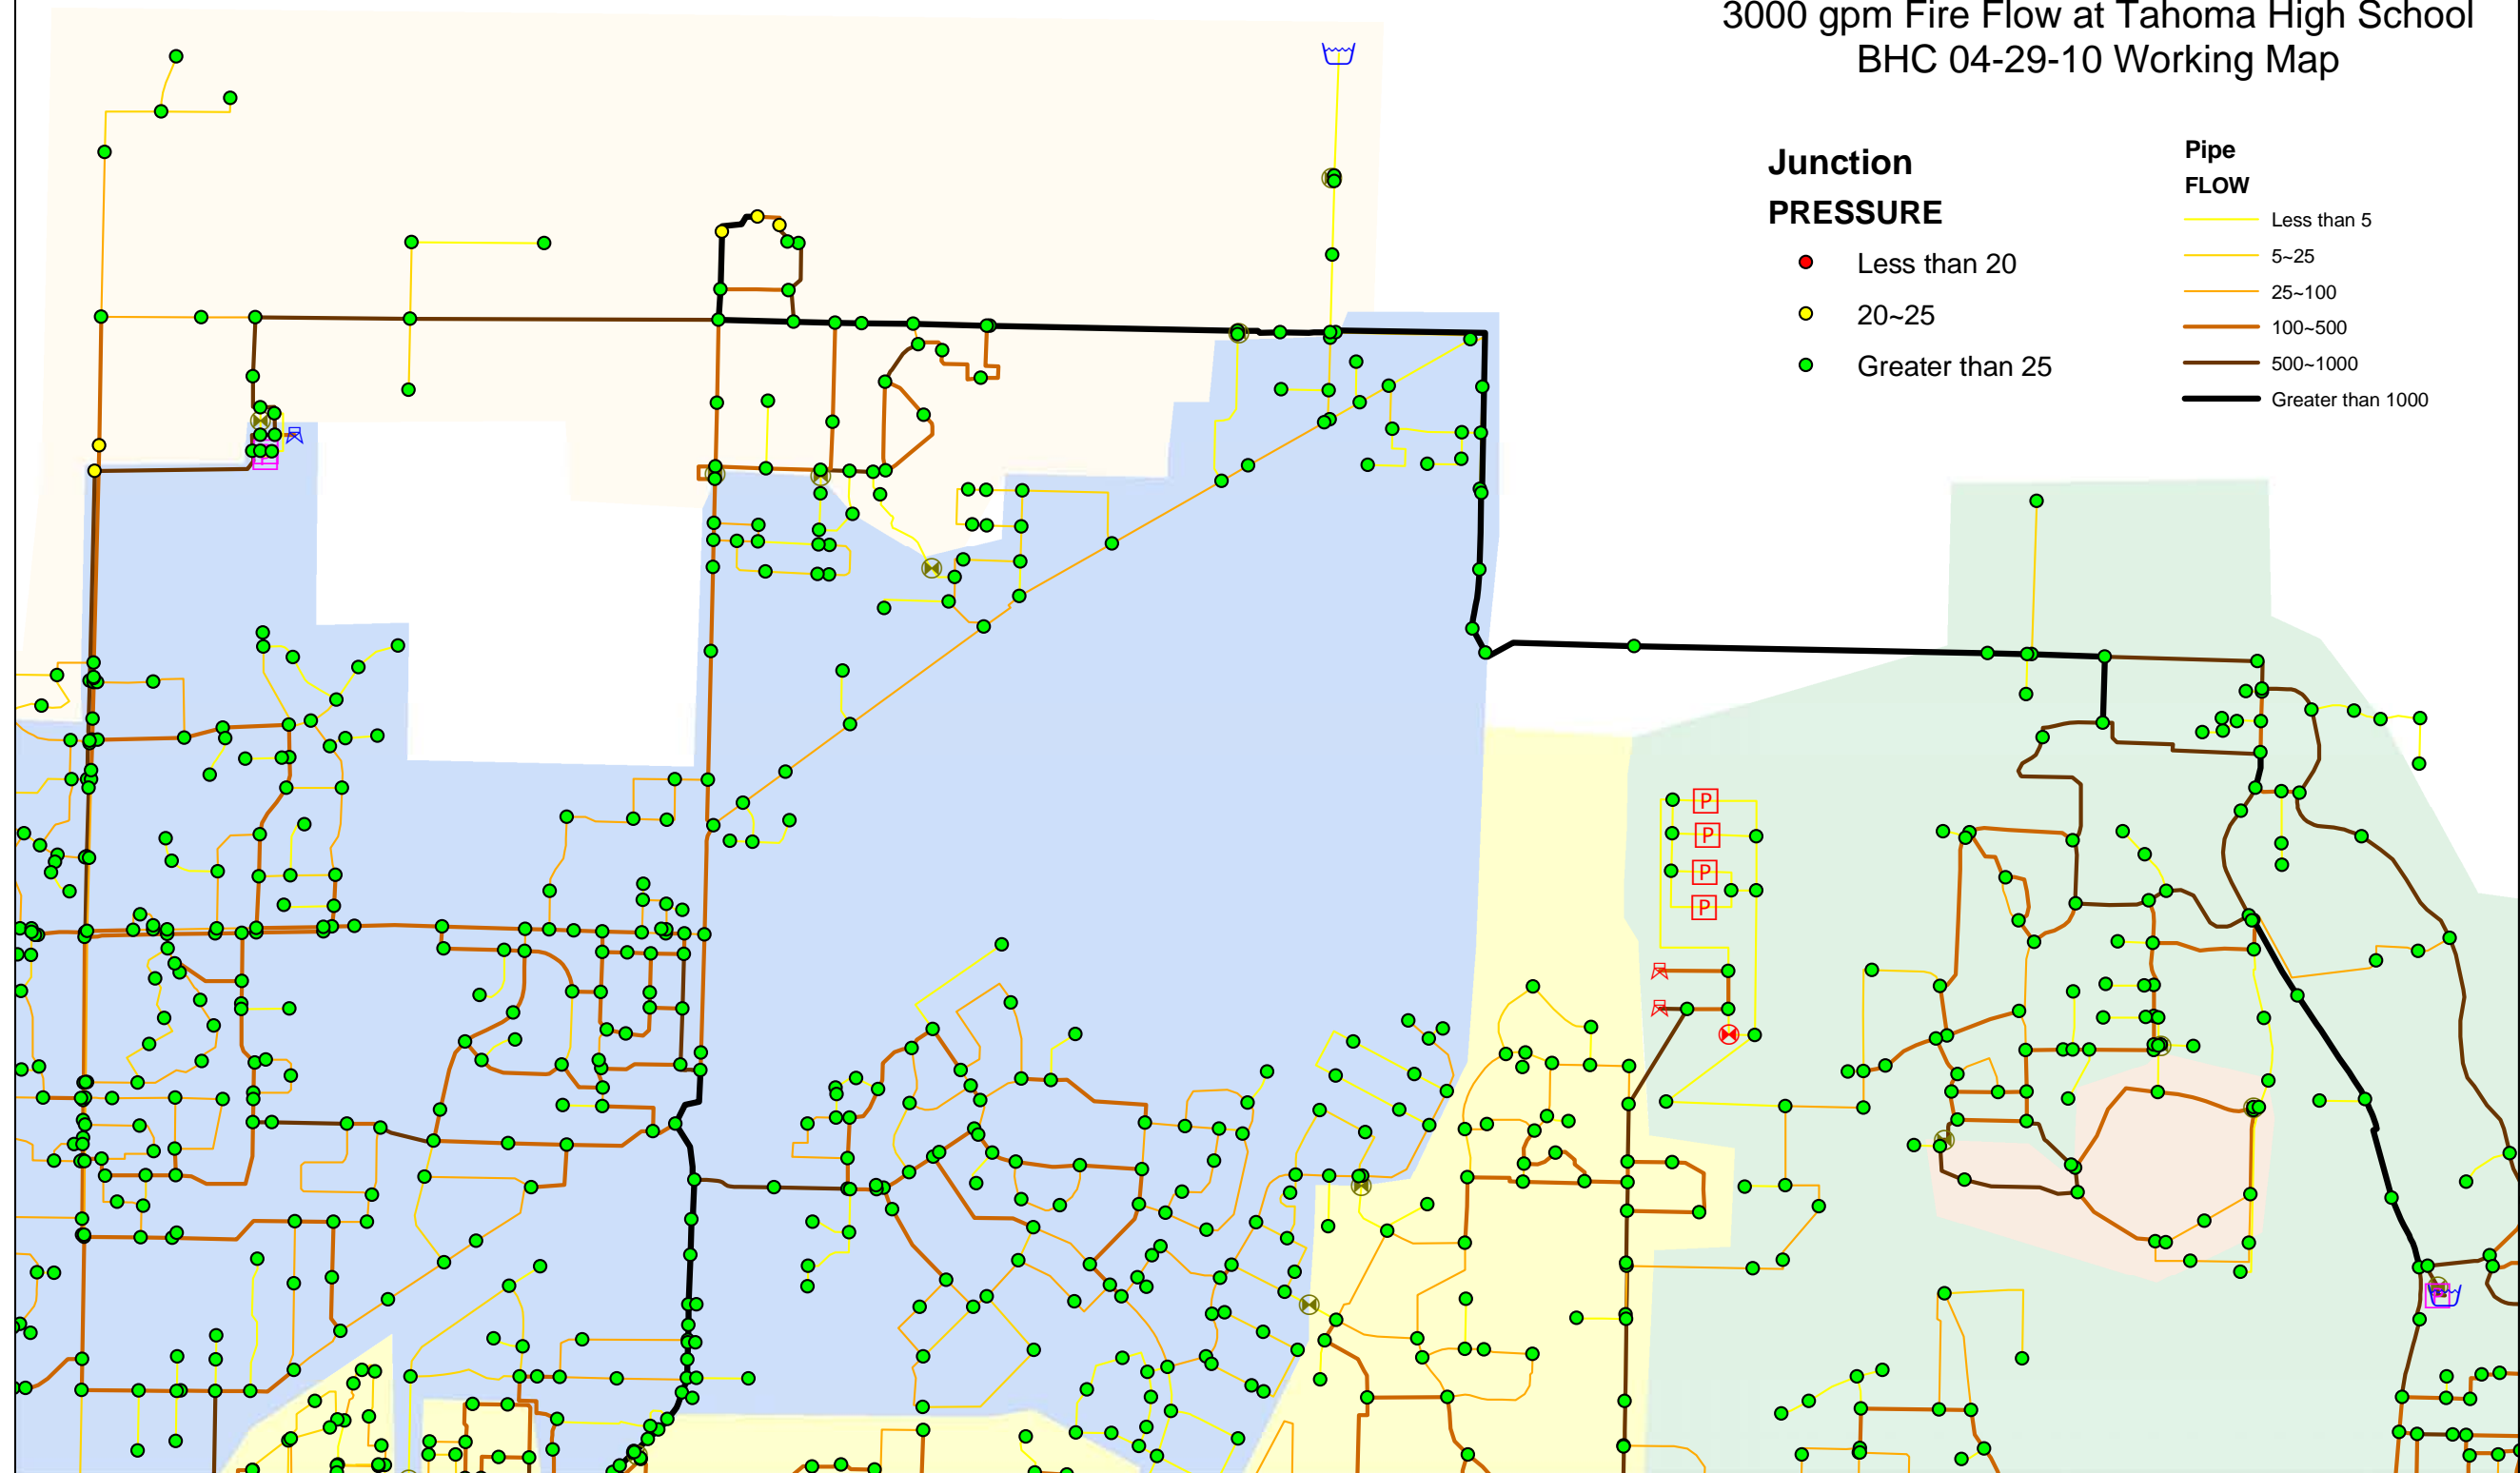 3000 gpm Fire Flow at Tahoma High School
BHC 04-29-10 Working Map
Junction
PRESSURE
Less than 20
20~25
Greater than 25
Pipe
FLOW
Less than 5
5~25
25~100
100~500
500~1000
Greater than 1000
P
P
P
P